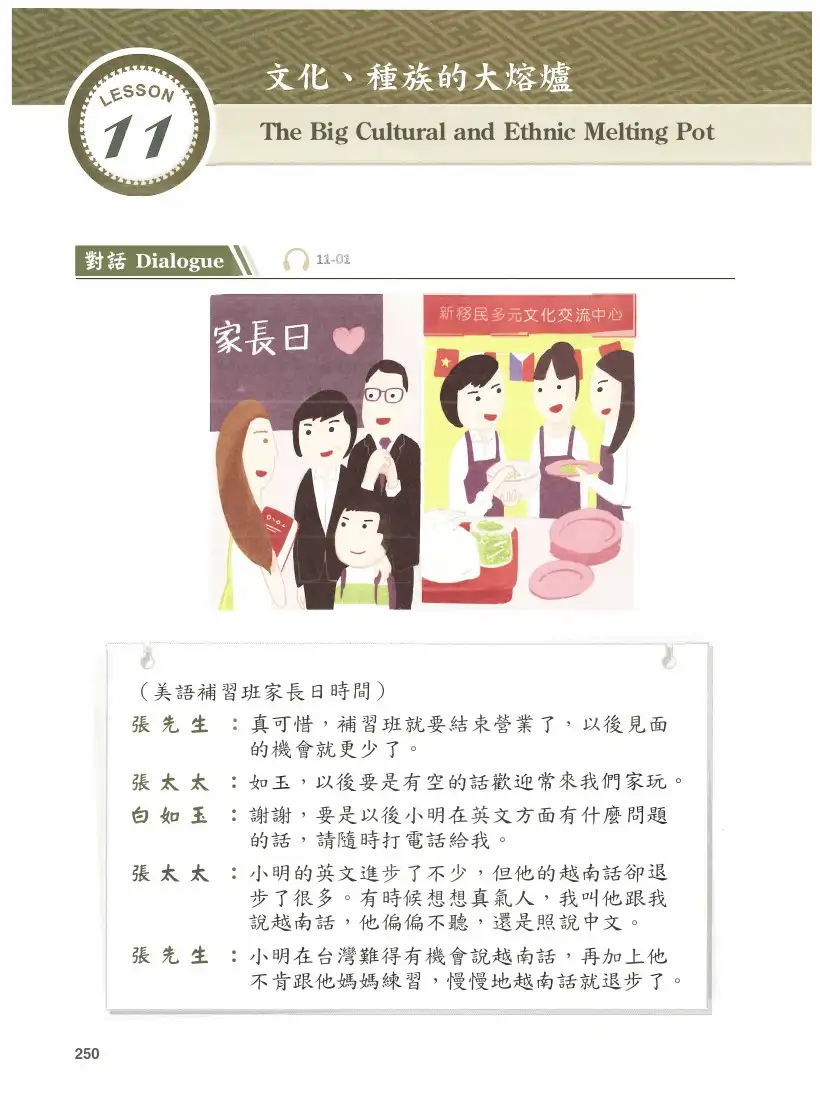 LESSON
11
文化、種族的大熔爐
The Big Cultural and Ethnic Melting Pot
對話 Dialogue
11-01
家長日
新移民多元文化交流中心
（美語補習班家長日時間）
張先生：真可惜，補習班就要結束營業了，以後見面
的機會就更少了。
張太太：如玉，以後要是有空的話歡迎常來我們家玩。
白如玉：謝謝，要是以後小明在英文方面有什麼問題
的話，請隨時打電話給我。
張太太：小明的英文進步了不少，但他的越南話卻退
步了很多。有時候想想真氣人，我叫他跟我
說越南話，他偏偏不聽，還是照說中文。
張先生：小明在台灣難得有機會說越南話，再加上他
不肯跟他媽媽練習，慢慢地越南話就退步了。
250